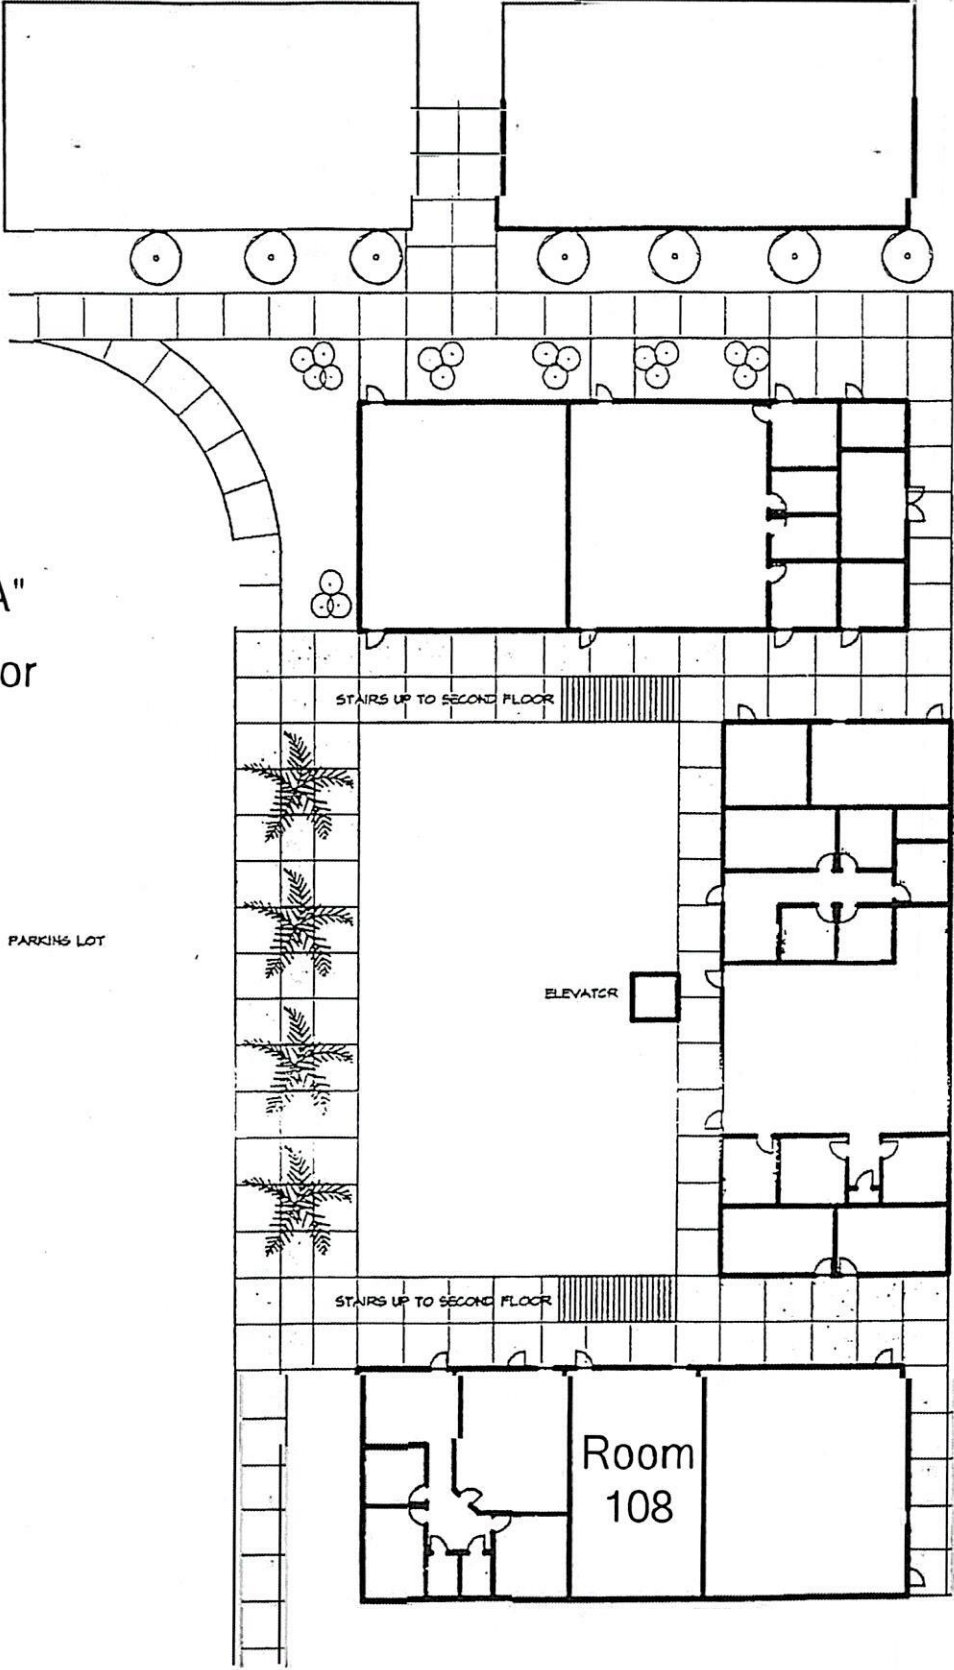 A"
or
STAIRS UP TO SECOND FLOOR
PARKING LOT
ELEVATOR
STAIRS UP TO SECOND FLOOR
Room
108